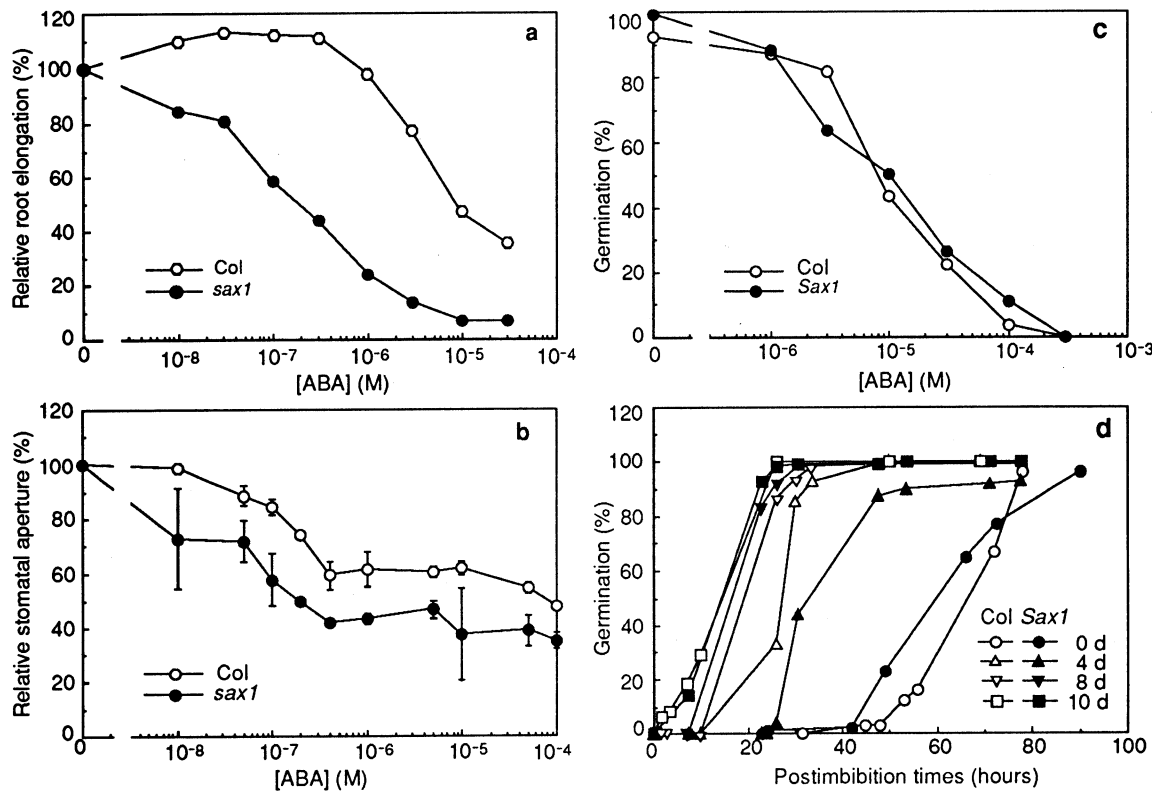 a
Relative root elongation (%)
120
100
80
60
40
20
0
Col
sax1
0
10⁻⁸
10⁻⁷
10⁻⁶
10⁻⁵
10⁻⁴
[ABA] (M)
c
Germination (%)
100
80
60
40
20
0
Col
Sax1
0
10⁻⁶
10⁻⁵
10⁻⁴
10⁻³
[ABA] (M)
b
Relative stomatal aperture (%)
120
100
80
60
40
20
0
Col
sax1
0
10⁻⁸
10⁻⁷
10⁻⁶
10⁻⁵
10⁻⁴
[ABA] (M)
d
Germination (%)
120
100
80
60
40
20
0
Col Sax1
0 d
4 d
8 d
10 d
0
20
40
60
80
100
Postimbibition times (hours)